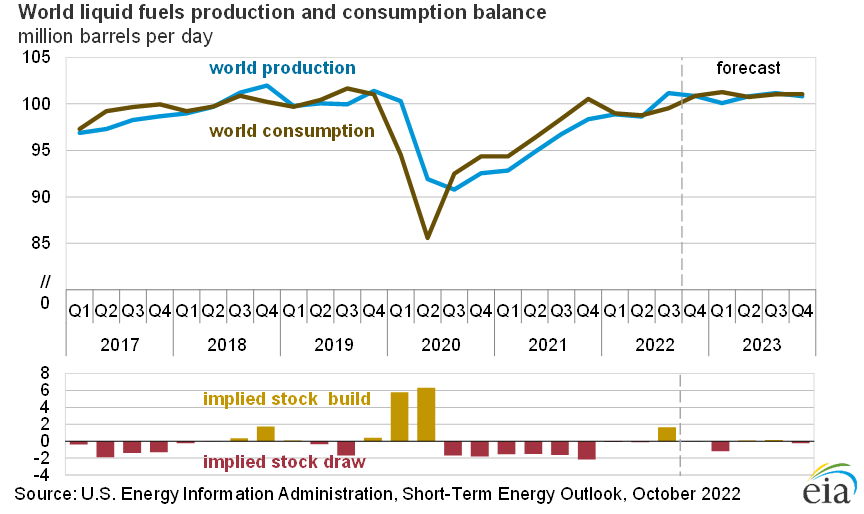 World liquid fuels production and consumption balance
million barrels per day
105
100
95
90
85
//
0
world production
world consumption
forecast
Q1 Q2 Q3 Q4 Q1 Q2 Q3 Q4 Q1 Q2 Q3 Q4 Q1 Q2 Q3 Q4 Q1 Q2 Q3 Q4 Q1 Q2 Q3 Q4 Q1 Q2 Q3 Q4
2017 2018 2019 2020 2021 2022 2023
8
6
4
2
0
-2
-4
implied stock build
implied stock draw
Source: U.S. Energy Information Administration, Short-Term Energy Outlook, October 2022
eia